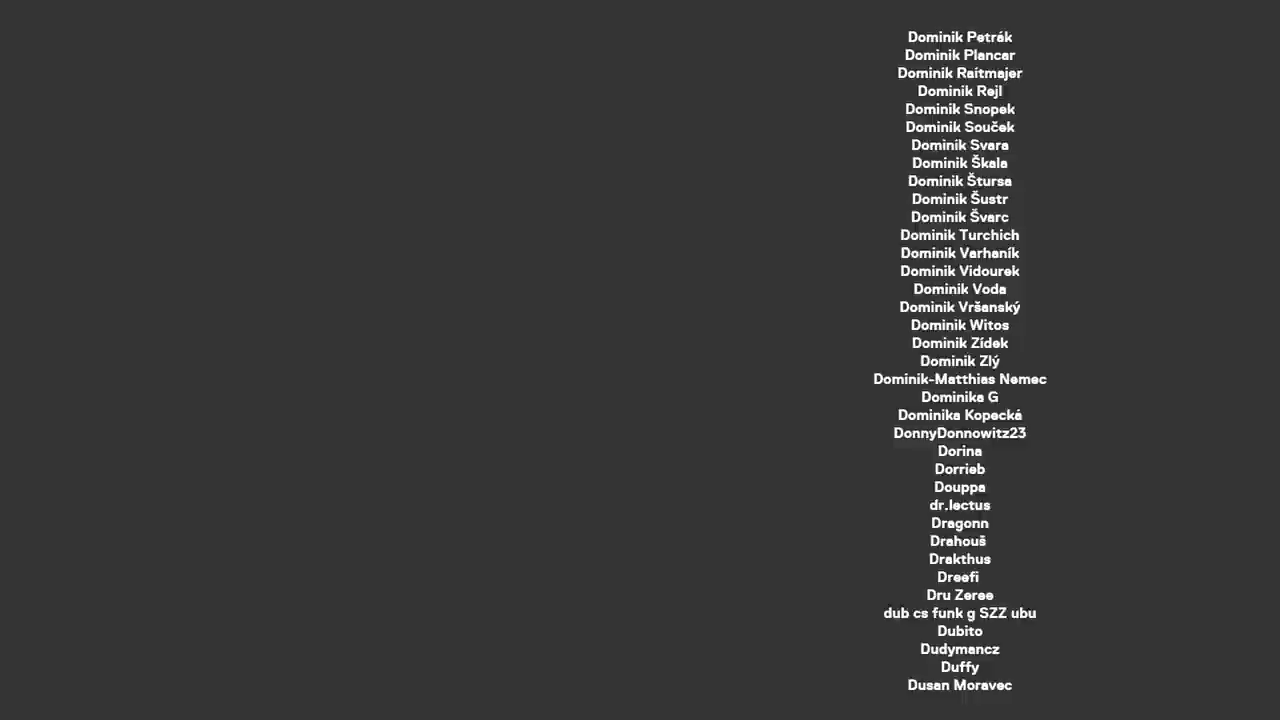 Dominik Petrák
Dominik Plancar
Dominik Raitmajer
Dominik Rejl
Dominik Snopek
Dominik Souček
Dominik Svara
Dominik Škala
Dominik Štursa
Dominik Šustr
Dominik Švarc
Dominik Turchich
Dominik Varhaník
Dominik Vidourek
Dominik Voda
Dominik Vršanský
Dominik Witos
Dominik Zídek
Dominik Zlý
Dominik-Matthias Nemec
Dominika G
Dominika Kopecká
DonnyDonnowitz23
Dorina
Dorrieb
Douppa
dr.lectus
Dragonn
Drahouš
Drakthus
Dreefi
Dru Zeree
dub cs funk g SZZ ubu
Dubito
Dudymancz
Duffy
Dusan Moravec